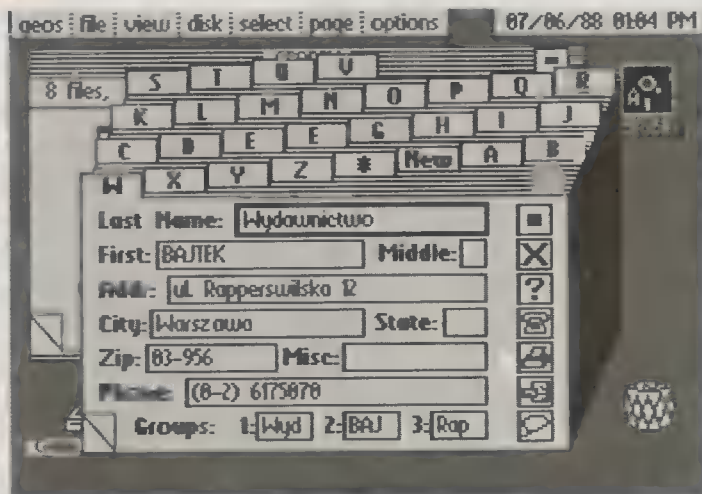 geos file view disk select page options 07/06/88 01:04 PM
S T U V
8 files,
K L M N O P Q R
C D E F G H I J
W X Y Z * New A B
Last Name: Wydawnictwo
First: BAJTEK Middle:
Addr: ul. Rapperswilska 12
City: Warszawa State:
Zip: 03-956 Misc:
Phone: (0-2) 6175070
Groups: 1: Wyd 2: BAJ 3: Rap